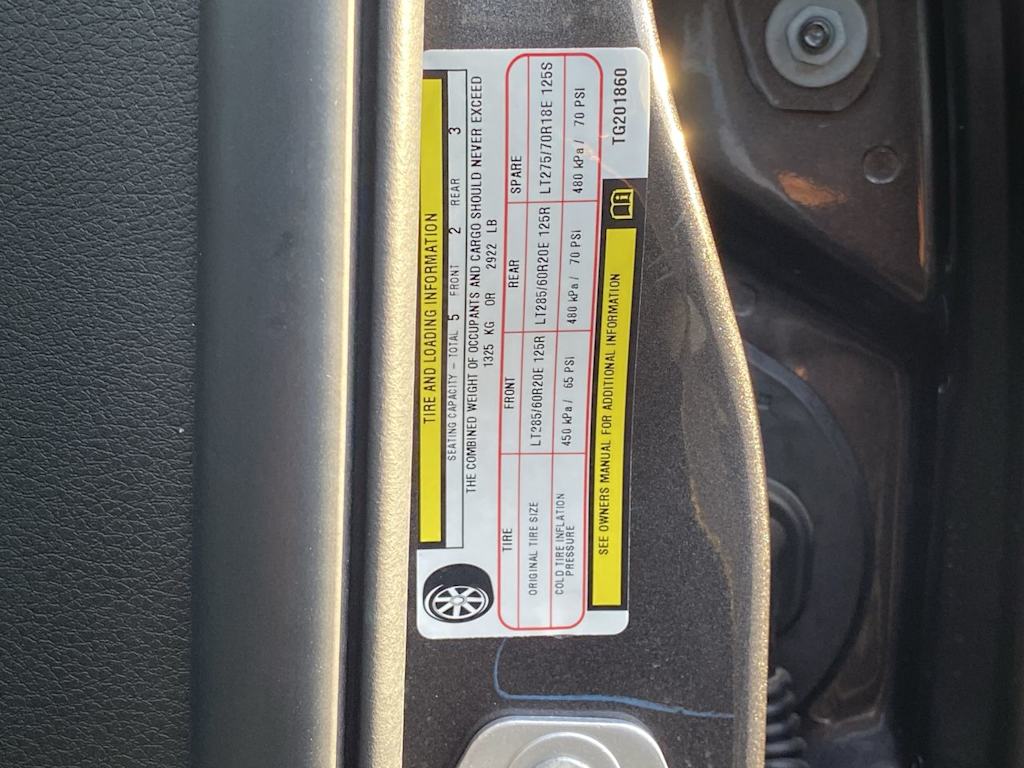 TIRE AND LOADING INFORMATION
SEATING CAPACITY – TOTAL 5 FRONT 2 REAR 3
THE COMBINED WEIGHT OF OCCUPANTS AND CARGO SHOULD NEVER EXCEED
1325 KG OR 2922 LB
TIRE FRONT REAR SPARE
ORIGINAL TIRE SIZE LT285/60R20E 125R LT285/60R20E 125R LT275/70R18E 125S
COLD TIRE INFLATION PRESSURE 450 kPa / 65 PSI 480 kPa / 70 PSI 480 kPa / 70 PSI
SEE OWNERS MANUAL FOR ADDITIONAL INFORMATION
TG201860